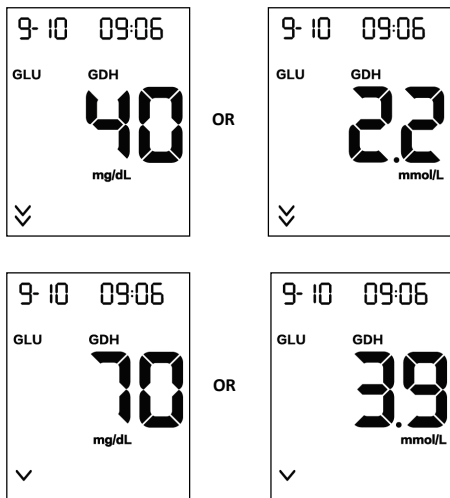 9-10 09:06
GLU GDH
40
mg/dL
OR
9-10 09:06
GLU GDH
2.2
mmol/L
9-10 09:06
GLU GDH
70
mg/dL
OR
9-10 09:06
GLU GDH
3.9
mmol/L